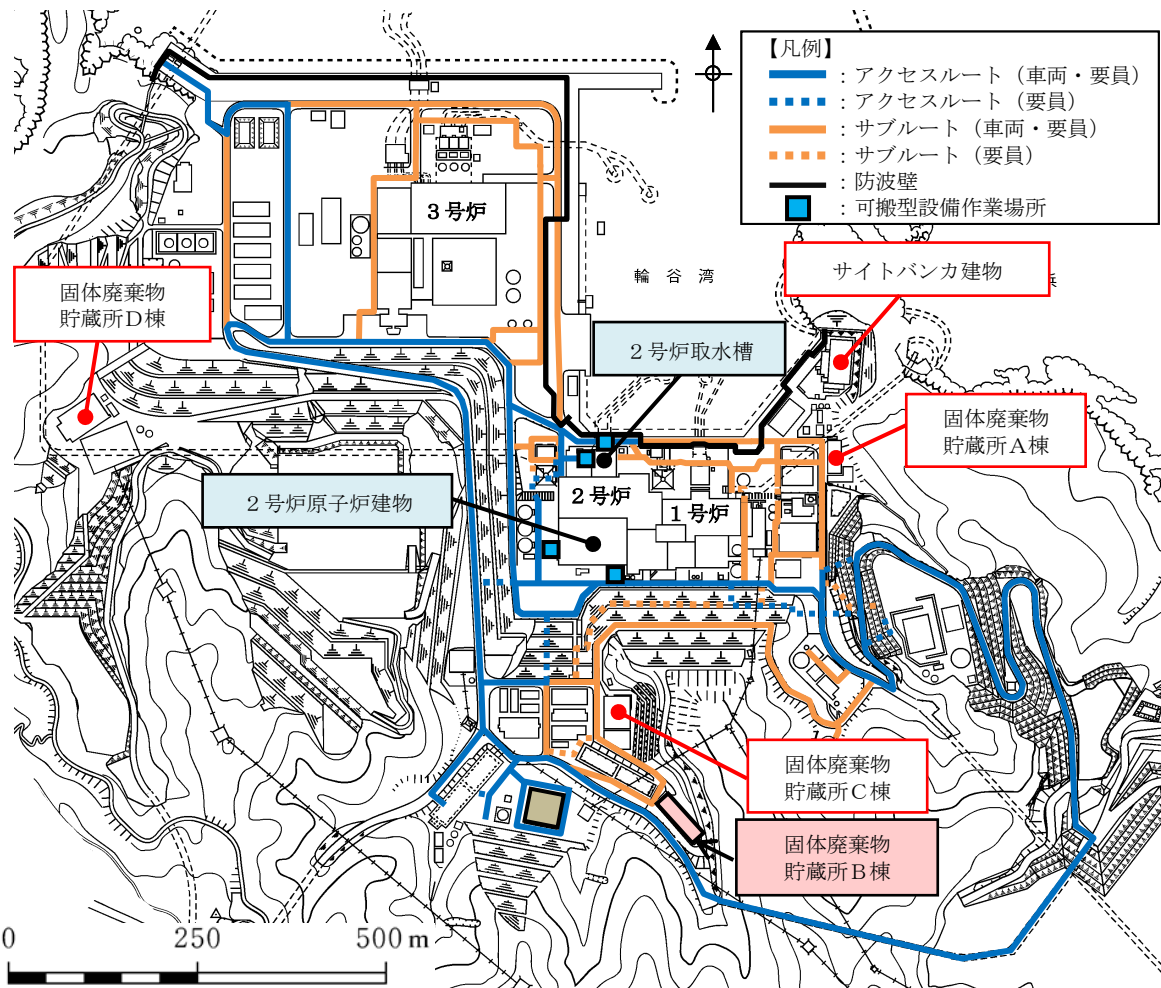 【凡例】
：アクセスルート（車両・要員）
：アクセスルート（要員）
：サブルート（車両・要員）
：サブルート（要員）
：防波壁
：可搬型設備作業場所
3号炉
輪谷湾
サイトバンカ建物
固体廃棄物
貯蔵所D棟
2号炉取水槽
固体廃棄物
貯蔵所A棟
2号炉原子炉建物
2号炉
1号炉
固体廃棄物
貯蔵所C棟
固体廃棄物
貯蔵所B棟
0 250 500 m